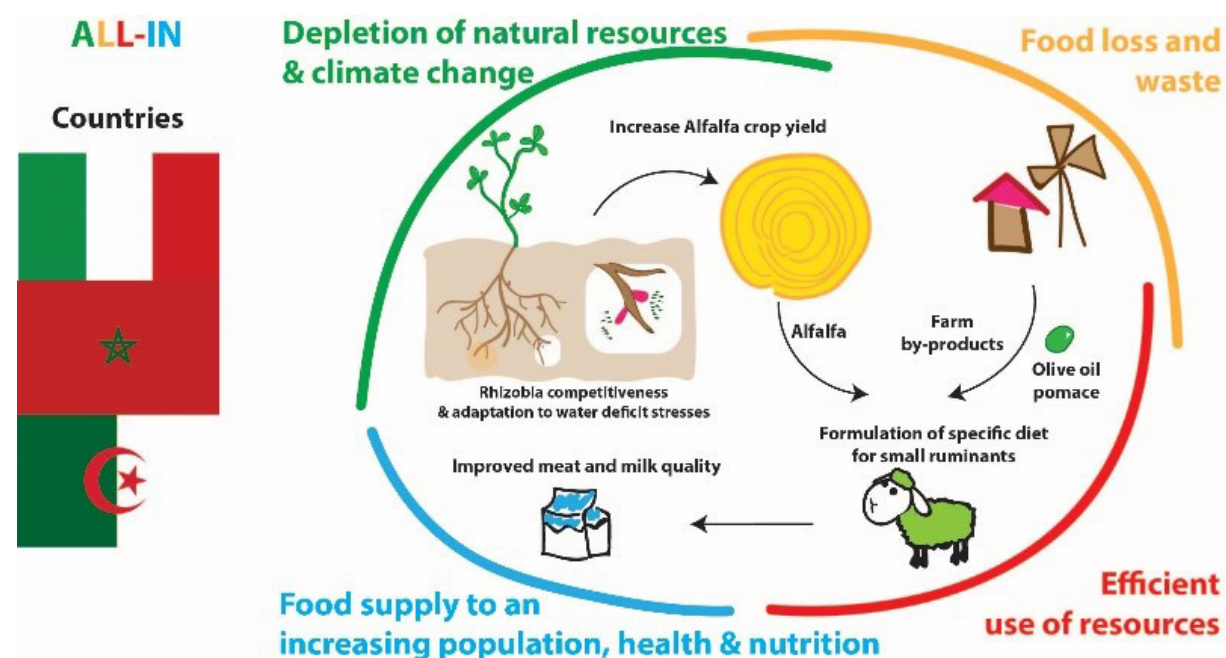 ALL-IN
Countries
Depletion of natural resources
& climate change
Food loss and
waste
Increase Alfalfa crop yield
Alfalfa
Farm
by-products
Olive oil
pomace
Rhizobia competitiveness
& adaptation to water deficit stresses
Formulation of specific diet
for small ruminants
Improved meat and milk quality
Food supply to an
increasing population, health & nutrition
Efficient
use of resources